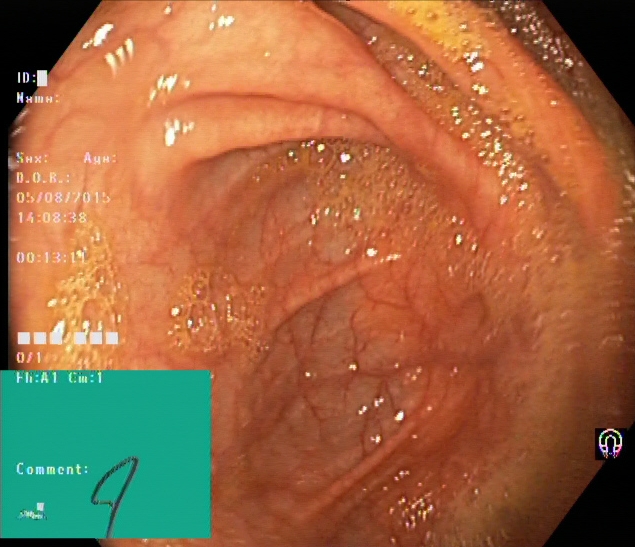 ID:
Name:
Sex: Age:
D.O.B.:
05/08/2015
14:08:38
00:13:11
0/1
Eh:A1 Cm:1
Comment: